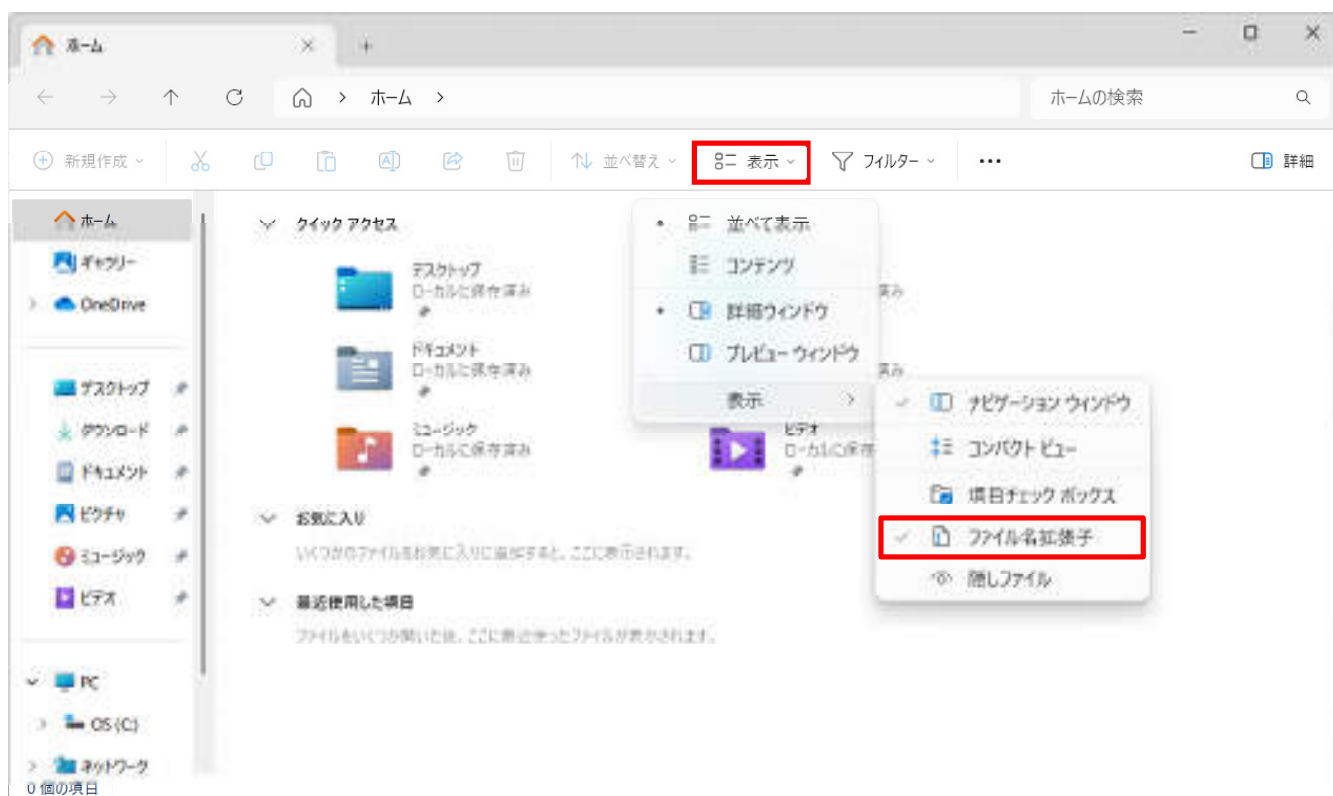 ホーム
ホーム
ホームの検索
新規作成
並べ替え
表示
フィルター
詳細
ホーム
ギャラリー
OneDrive
デスクトップ
ダウンロード
ドキュメント
ピクチャ
ミュージック
ビデオ
PC
OS (C:)
ネットワーク
0 個の項目
クイック アクセス
デスクトップ
ローカルに保存済み
済み
ドキュメント
ローカルに保存済み
済み
ミュージック
ローカルに保存済み
ビデオ
ローカルに保存
お気に入り
いくつかのファイルをお気に入りに追加すると、ここに表示されます。
最近使用した項目
ファイルをいくつか開いた後、ここに最近使ったファイルが表示されます。
並べて表示
コンテンツ
詳細ウィンドウ
プレビュー ウィンドウ
表示
ナビゲーション ウィンドウ
コンパクト ビュー
項目チェック ボックス
ファイル名拡張子
隠しファイル